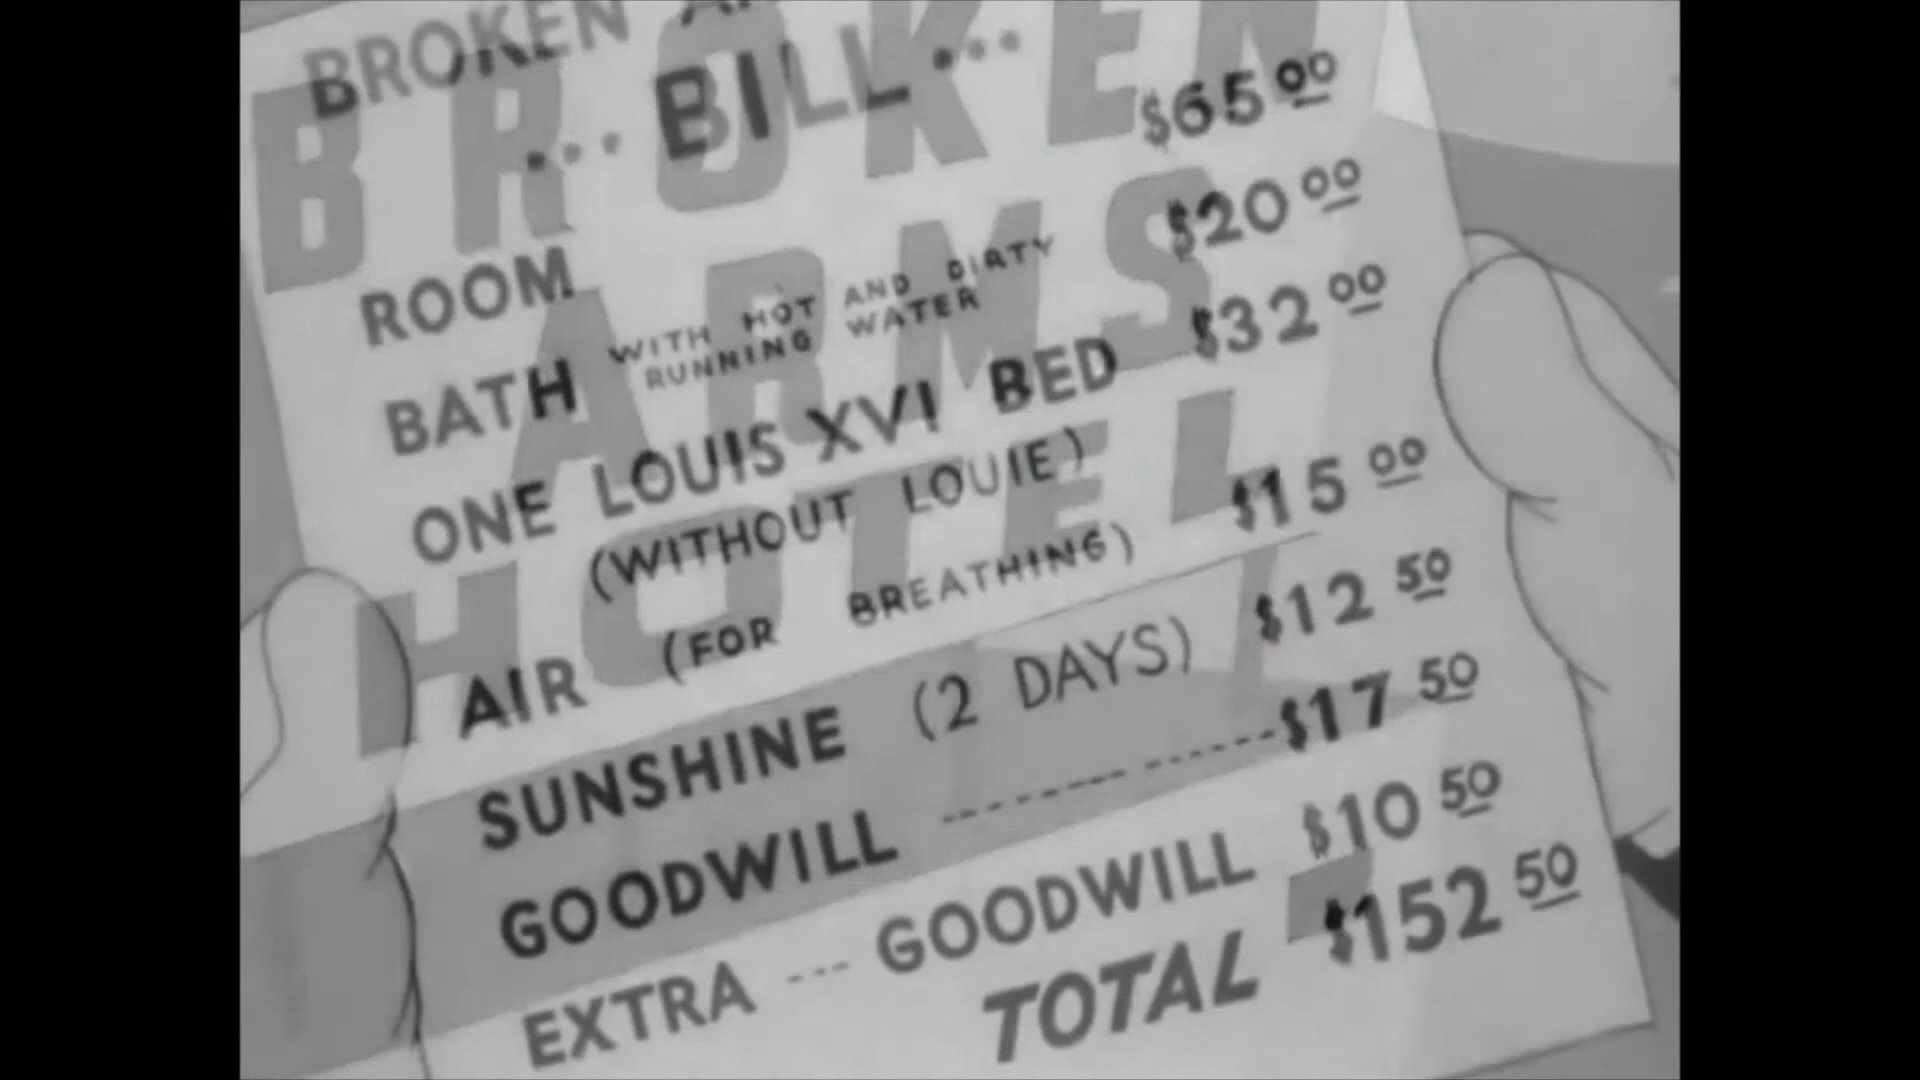 BROKEN
... BILL ...
ROOM $65.00
BATH WITH HOT AND DIRTY RUNNING WATER $20.00
ONE LOUIS XVI BED $32.00
(WITHOUT LOUIE)
AIR (FOR BREATHING) $15.00
SUNSHINE (2 DAYS) $12.50
GOODWILL ------------ $17.50
EXTRA --- GOODWILL $10.50
TOTAL $152.50
BROKEN
ARMS
HOTEL